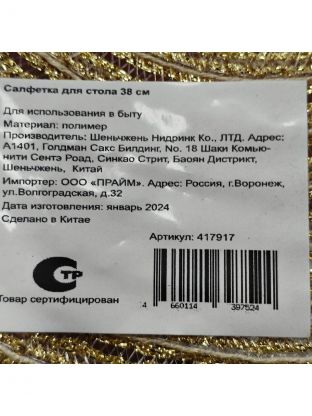 Салфетка для стола 38 см
Для использования в быту
Материал: полимер
Производитель: Шеньчжень Нидринк Ко., ЛТД. Адрес:
А1401, Голдман Сакс Билдинг, No. 18 Шаки Комью-
нити Сентэ Роад, Синкао Стрит, Баоян Дистрикт,
Шеньчжень, Китай
Импортер: ООО «ПРАЙМ». Адрес: Россия, г.Воронеж,
ул.Волгоградская, д.32
Дата изготовления: январь 2024
Сделано в Китае
Артикул: 417917
СТР
Товар сертифицирован
4 660114 397524